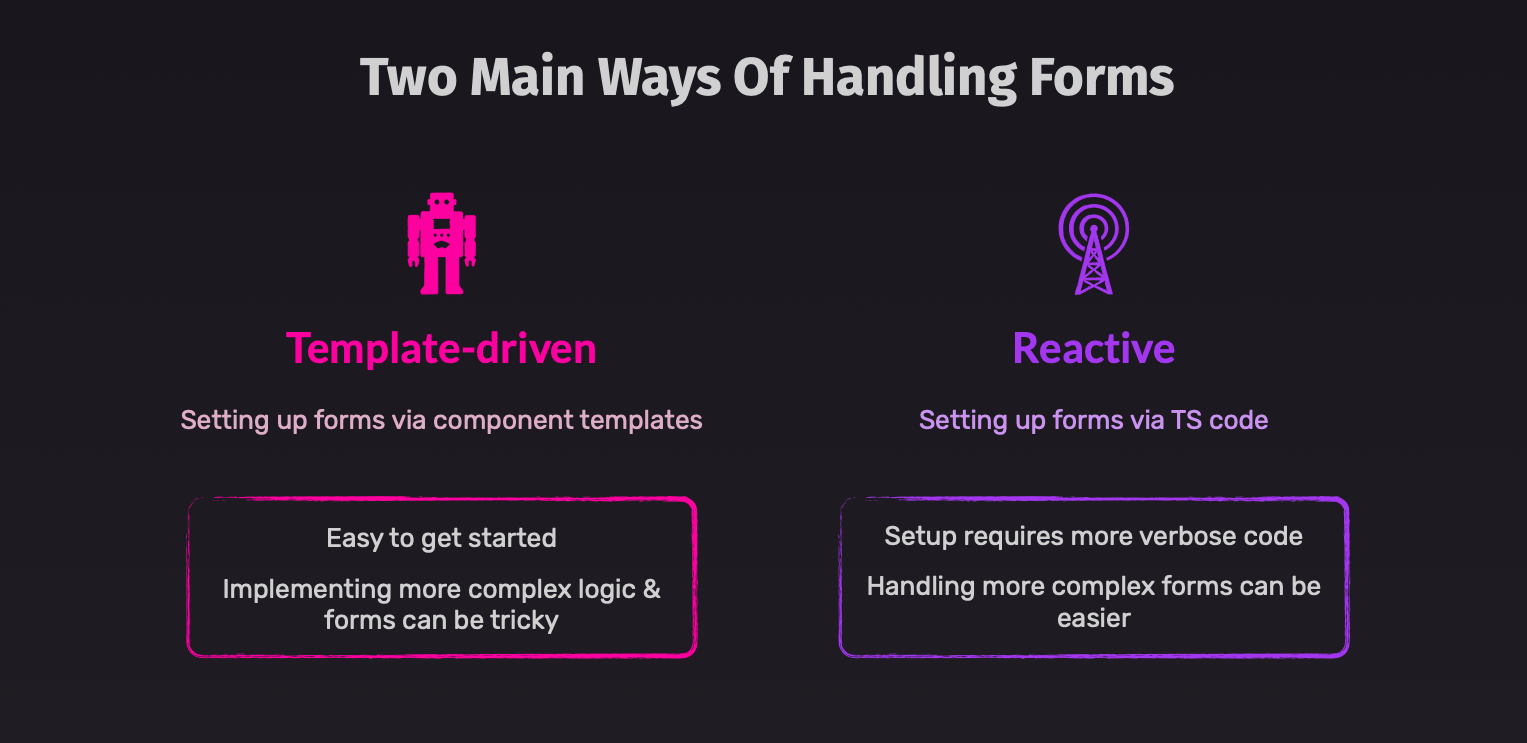 Two Main Ways Of Handling Forms
Template-driven
Setting up forms via component templates
Easy to get started
Implementing more complex logic &
forms can be tricky
Reactive
Setting up forms via TS code
Setup requires more verbose code
Handling more complex forms can be
easier